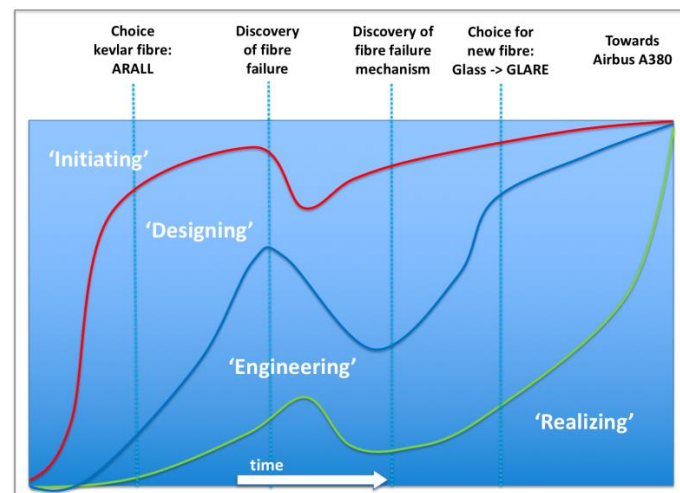 Choice
kevlar fibre:
ARALL
Discovery
of fibre
failure
Discovery of
fibre failure
mechanism
Choice for
new fibre:
Glass -> GLARE
Towards
Airbus A380
‘Initiating’
‘Designing’
‘Engineering’
‘Realizing’
time